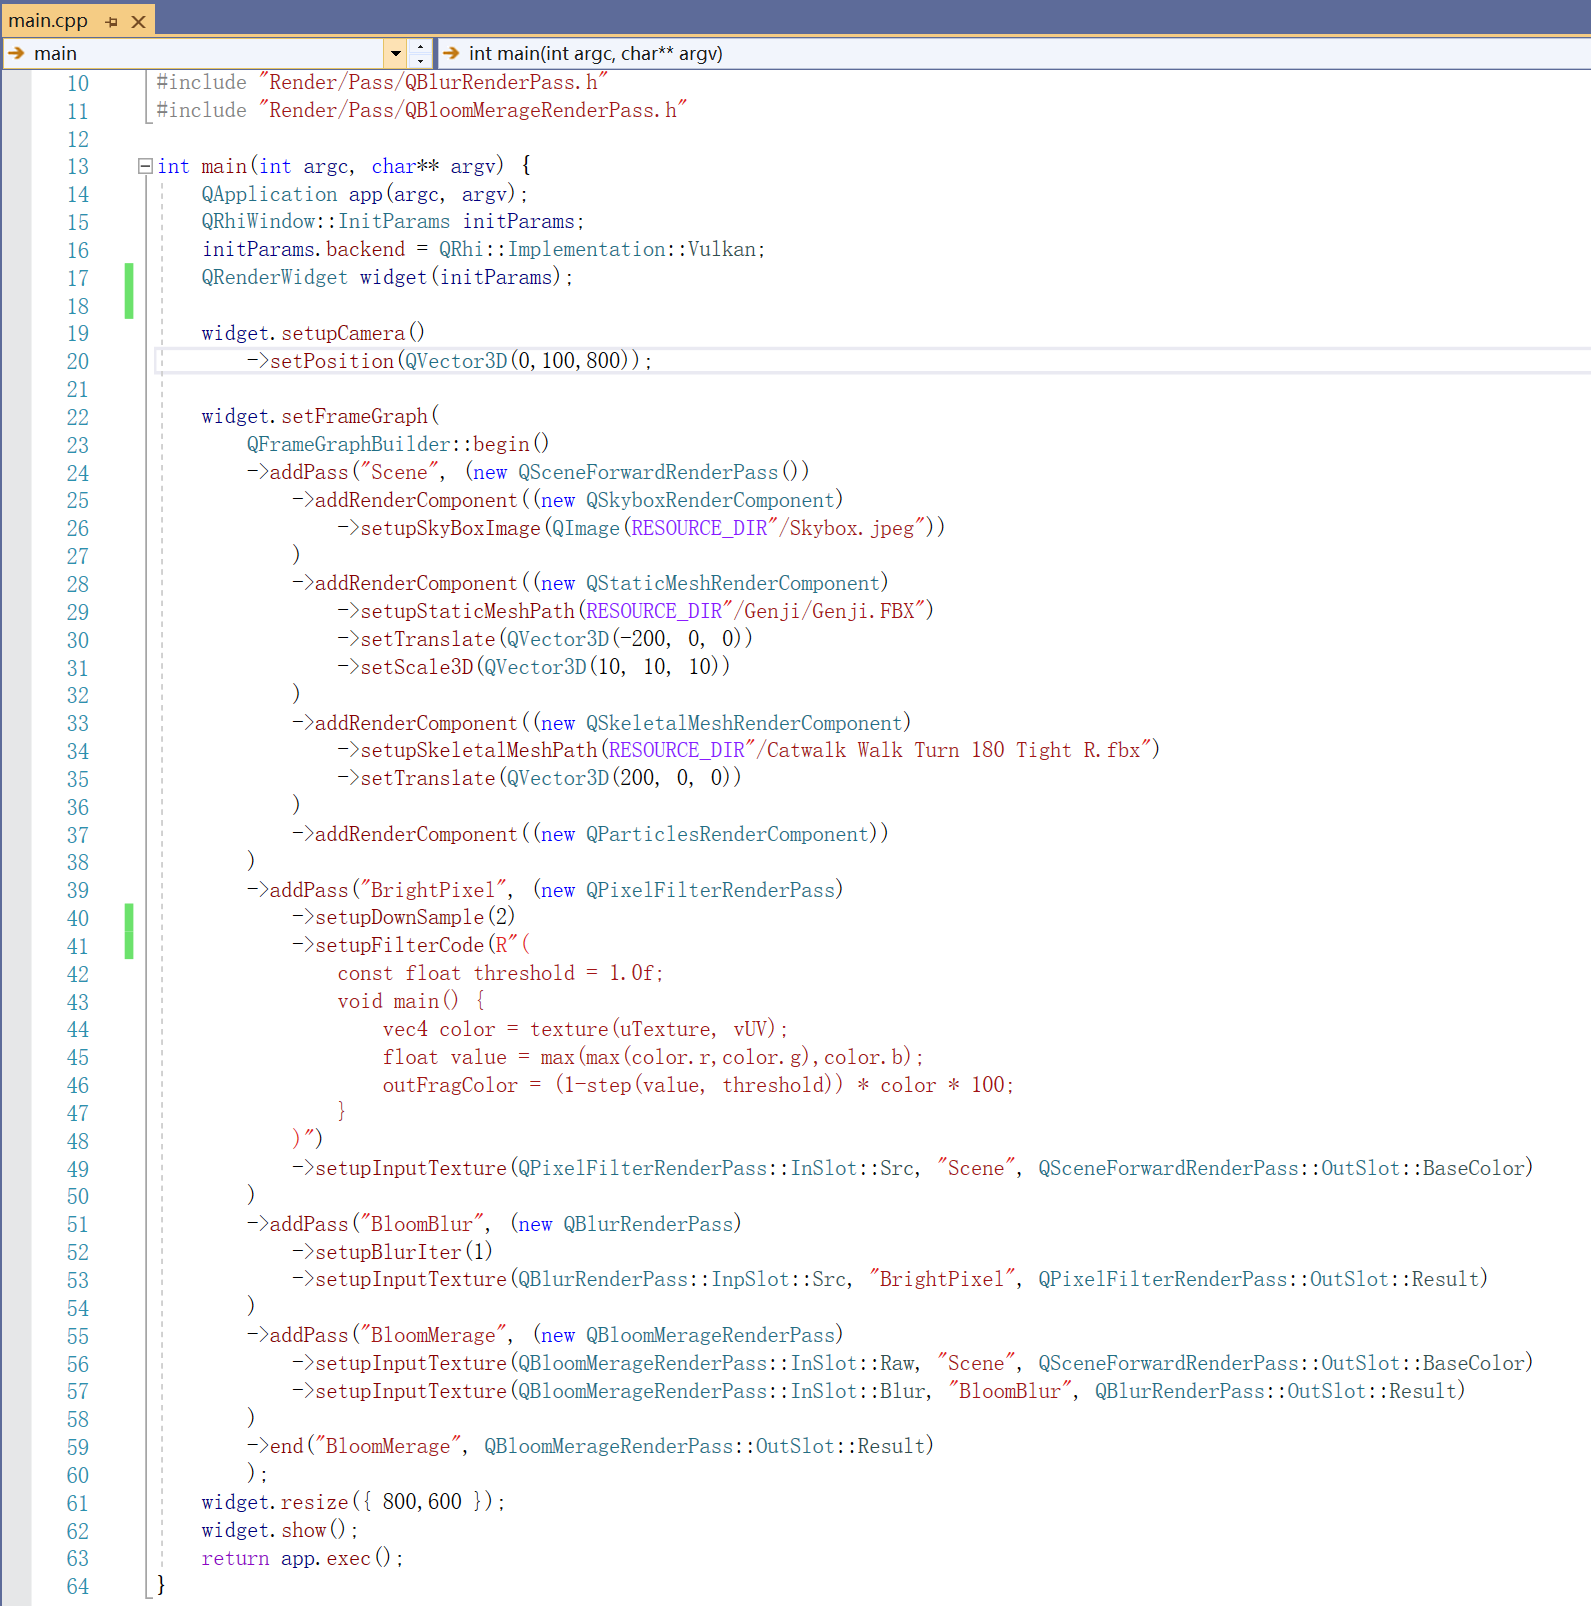 main.cpp
main
int main(int argc, char** argv)
10 #include "Render/Pass/QBlurRenderPass.h"
11 #include "Render/Pass/QBloomMerageRenderPass.h"
12
13 int main(int argc, char** argv) {
14 QApplication app(argc, argv);
15 QRhiWindow::InitParams initParams;
16 initParams.backend = QRhi::Implementation::Vulkan;
17 QRenderWidget widget(initParams);
18
19 widget.setupCamera()
20 ->setPosition(QVector3D(0,100,800));
21
22 widget.setFrameGraph(
23 QFrameGraphBuilder::begin()
24 ->addPass("Scene", (new QSceneForwardRenderPass())
25 ->addRenderComponent((new QSkyboxRenderComponent)
26 ->setupSkyBoxImage(QImage(RESOURCE_DIR"/Skybox.jpeg"))
27 )
28 ->addRenderComponent((new QStaticMeshRenderComponent)
29 ->setupStaticMeshPath(RESOURCE_DIR"/Genji/Genji.FBX")
30 ->setTranslate(QVector3D(-200, 0, 0))
31 ->setScale3D(QVector3D(10, 10, 10))
32 )
33 ->addRenderComponent((new QSkeletalMeshRenderComponent)
34 ->setupSkeletalMeshPath(RESOURCE_DIR"/Catwalk Walk Turn 180 Tight R.fbx")
35 ->setTranslate(QVector3D(200, 0, 0))
36 )
37 ->addRenderComponent((new QParticlesRenderComponent))
38 )
39 ->addPass("BrightPixel", (new QPixelFilterRenderPass)
40 ->setupDownSample(2)
41 ->setupFilterCode(R"(
42 const float threshold = 1.0f;
43 void main() {
44 vec4 color = texture(uTexture, vUV);
45 float value = max(max(color.r,color.g),color.b);
46 outFragColor = (1-step(value, threshold)) * color * 100;
47 }
48 )")
49 ->setupInputTexture(QPixelFilterRenderPass::InSlot::Src, "Scene", QSceneForwardRenderPass::OutSlot::BaseColor)
50 )
51 ->addPass("BloomBlur", (new QBlurRenderPass)
52 ->setupBlurIter(1)
53 ->setupInputTexture(QBlurRenderPass::InpSlot::Src, "BrightPixel", QPixelFilterRenderPass::OutSlot::Result)
54 )
55 ->addPass("BloomMerage", (new QBloomMerageRenderPass)
56 ->setupInputTexture(QBloomMerageRenderPass::InSlot::Raw, "Scene", QSceneForwardRenderPass::OutSlot::BaseColor)
57 ->setupInputTexture(QBloomMerageRenderPass::InSlot::Blur, "BloomBlur", QBlurRenderPass::OutSlot::Result)
58 )
59 ->end("BloomMerage", QBloomMerageRenderPass::OutSlot::Result)
60 );
61 widget.resize({ 800,600 });
62 widget.show();
63 return app.exec();
64 }